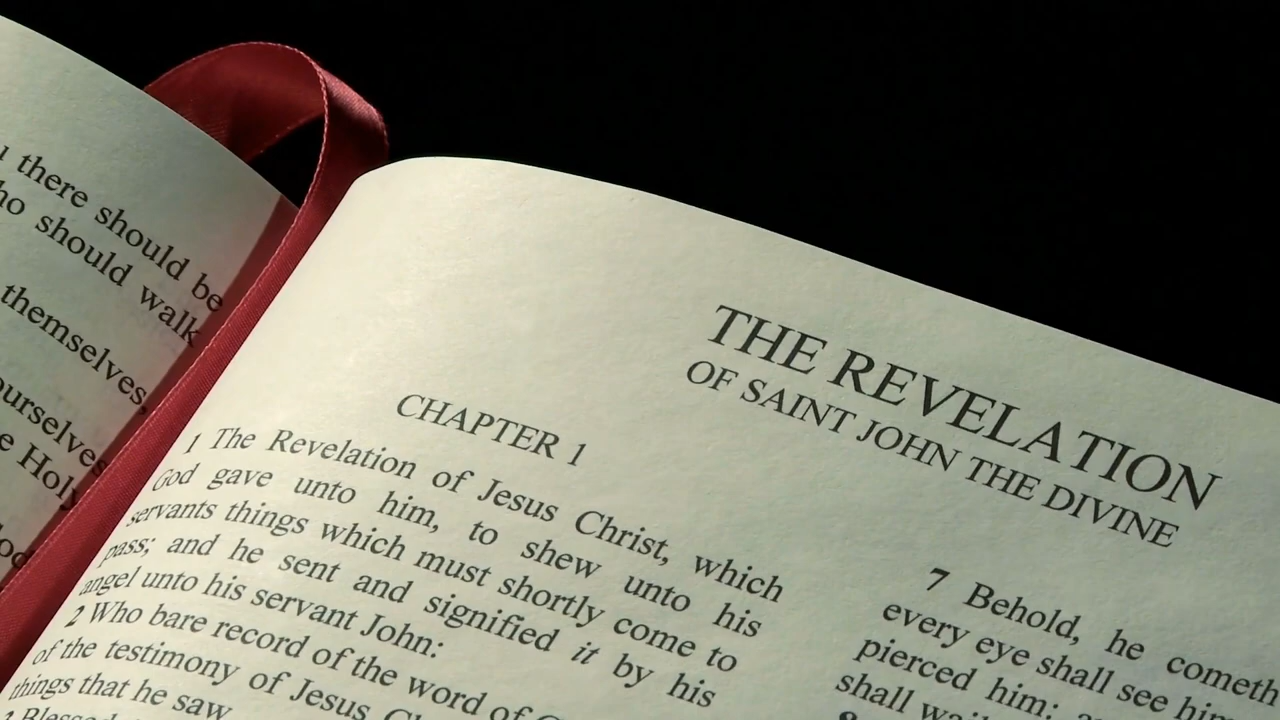 there should be
who should walk
themselves,
ourselves
Holy
THE REVELATION
OF SAINT JOHN THE DIVINE
CHAPTER 1
1 The Revelation of Jesus Christ, which
God gave unto him, to shew unto his
servants things which must shortly come to
pass; and he sent and signified it by his
angel unto his servant John:
2 Who bare record of the word of
of the testimony of Jesus
things that he saw
Blessed
7 Behold, he cometh
every eye shall see him
pierced him:
shall